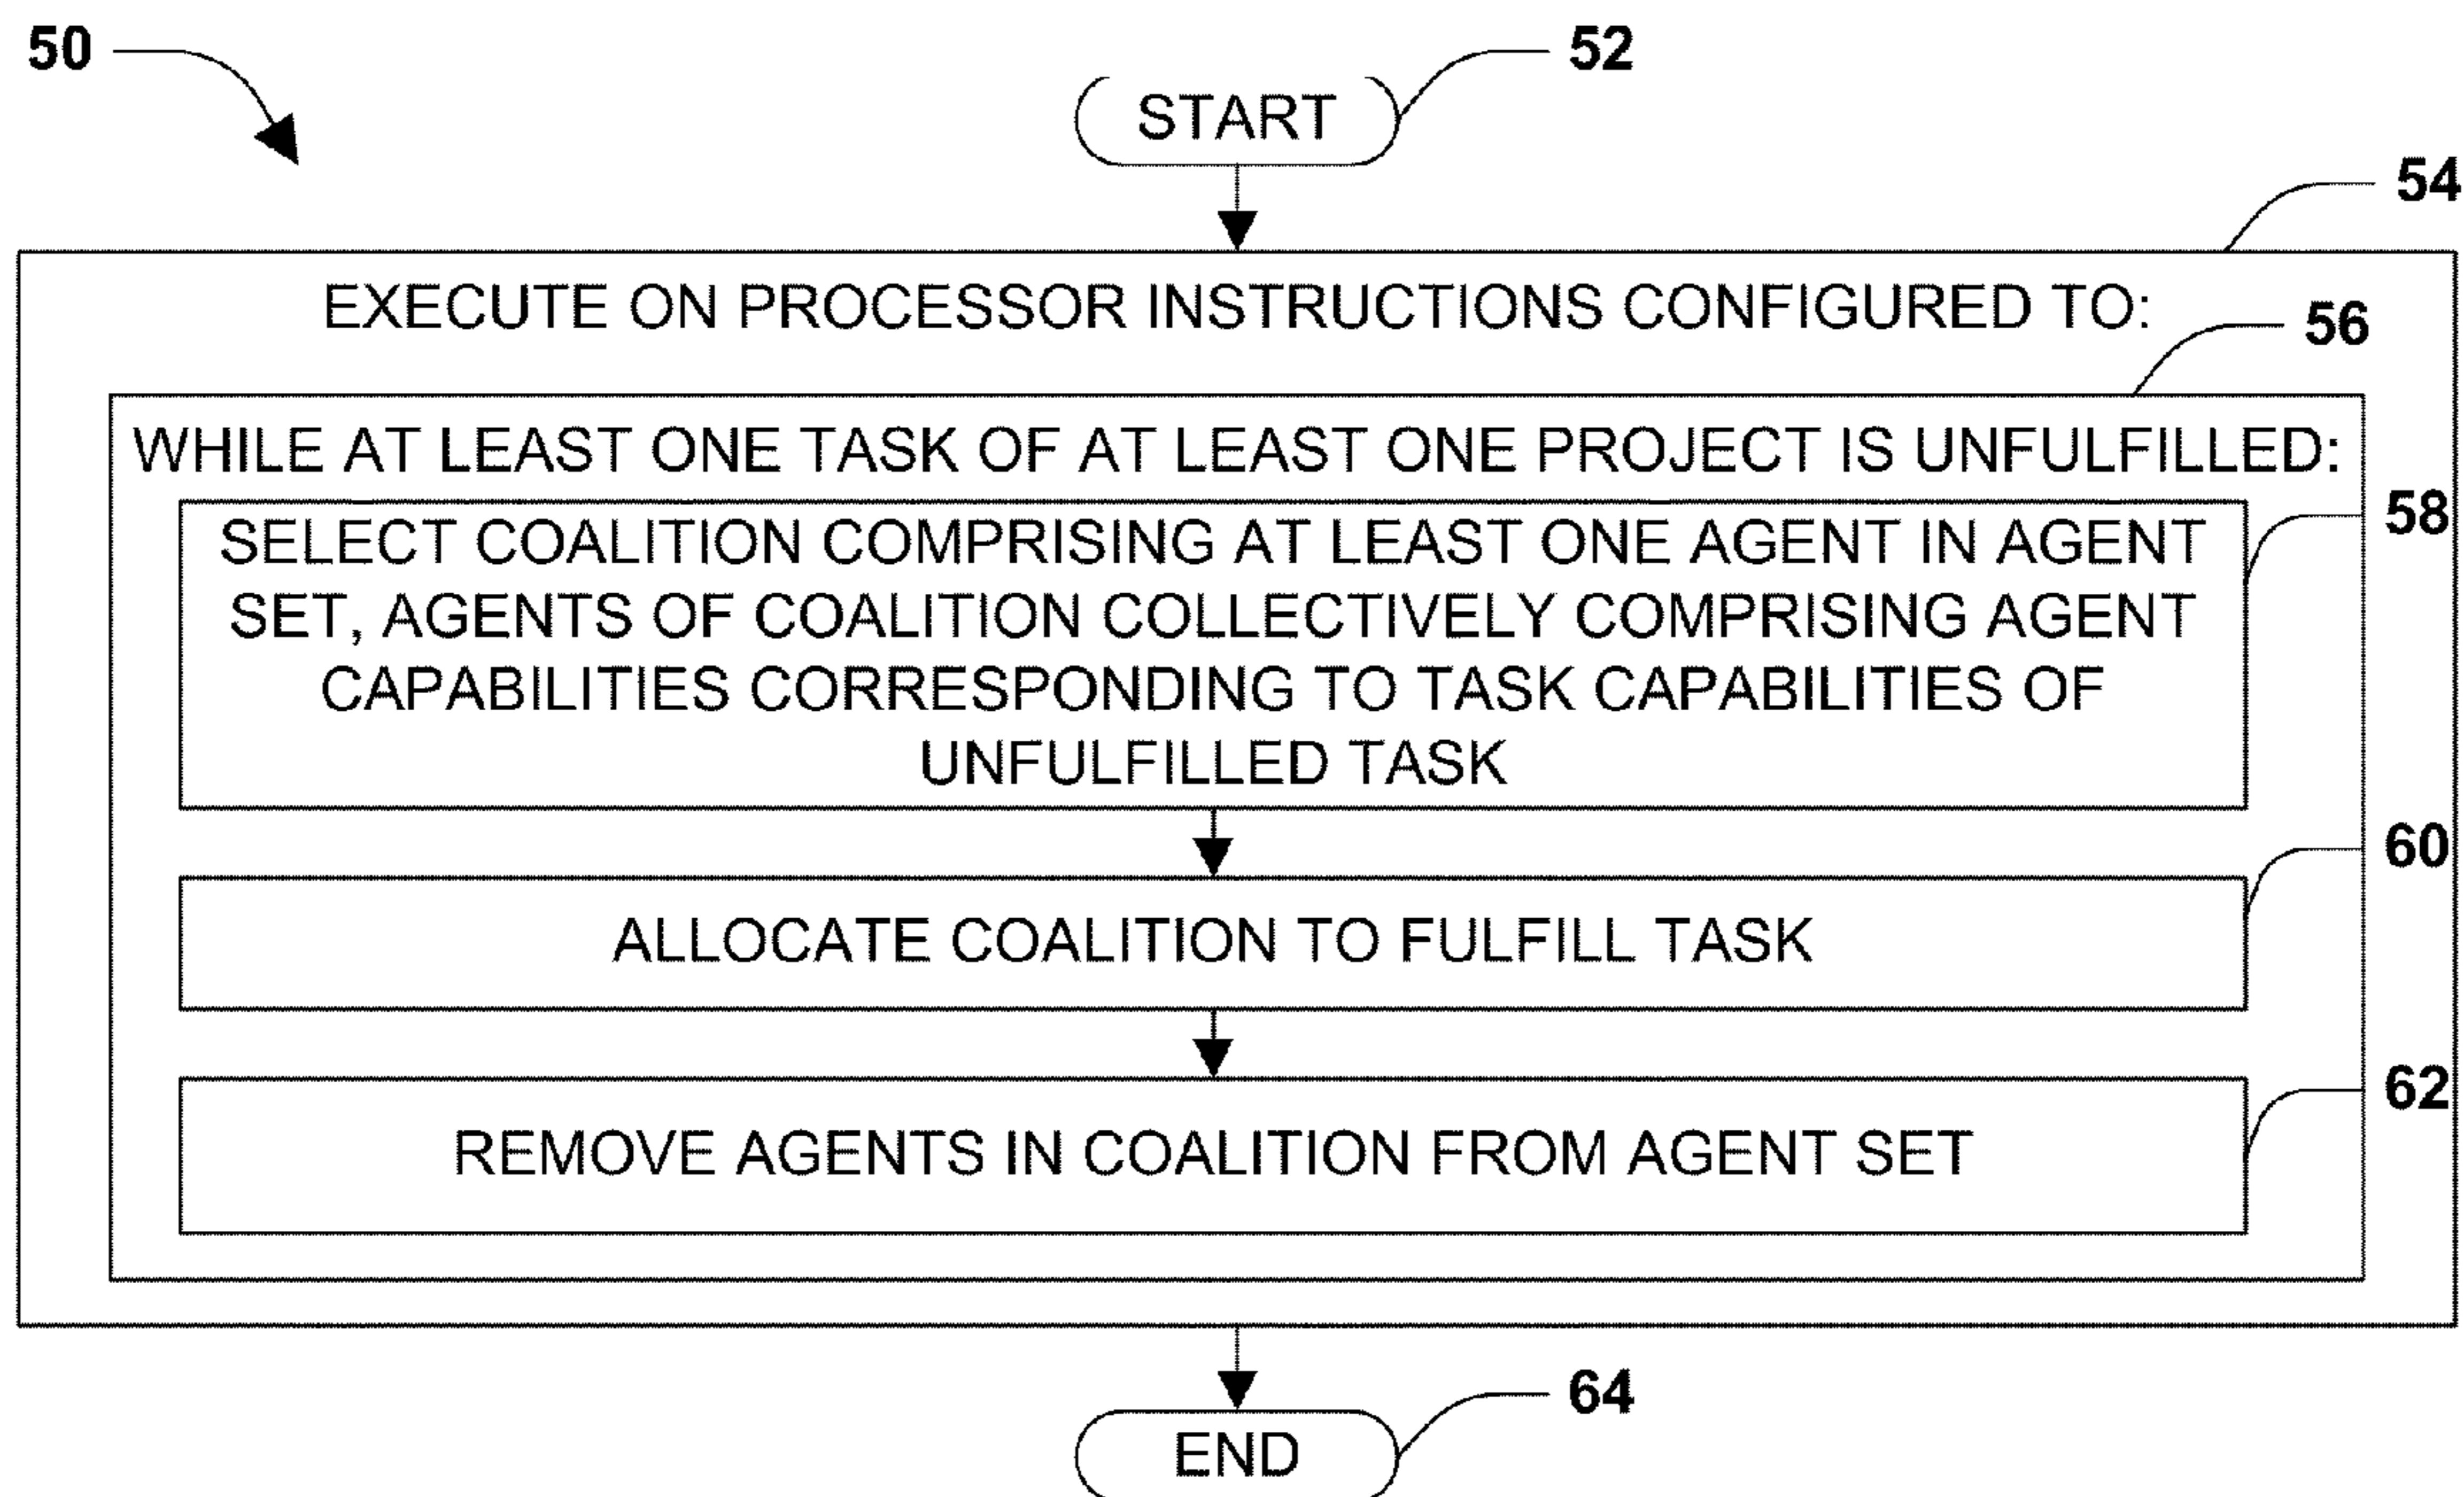 50
52
START
54
EXECUTE ON PROCESSOR INSTRUCTIONS CONFIGURED TO:
56
WHILE AT LEAST ONE TASK OF AT LEAST ONE PROJECT IS UNFULFILLED:
58
SELECT COALITION COMPRISING AT LEAST ONE AGENT IN AGENT
SET, AGENTS OF COALITION COLLECTIVELY COMPRISING AGENT
CAPABILITIES CORRESPONDING TO TASK CAPABILITIES OF
UNFULFILLED TASK
60
ALLOCATE COALITION TO FULFILL TASK
62
REMOVE AGENTS IN COALITION FROM AGENT SET
64
END